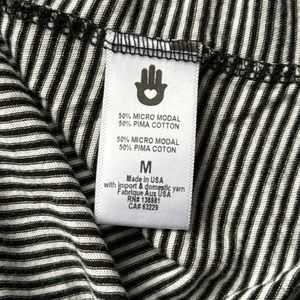 50% MICRO MODAL
50% PIMA COTTON
50% MICRO MODAL
50% PIMA COTTON
M
Made in USA
with import & domestic yarn
Fabrique Aux USA
RN# 136981
CA# 63229